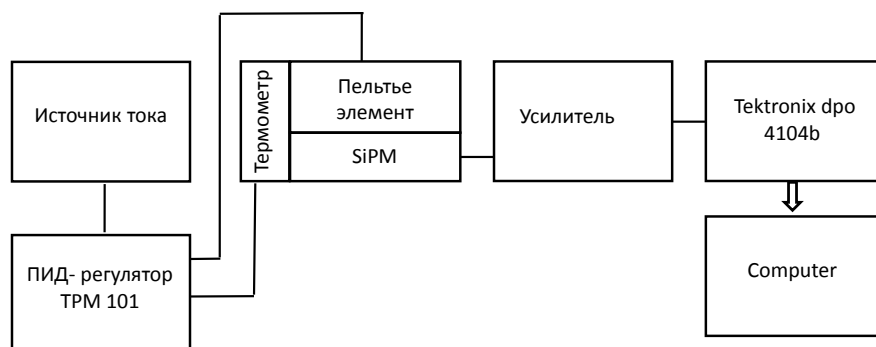 Источник тока
Термометр
Пельтье
элемент
SiPM
Усилитель
Tektronix dpo
4104b
ПИД- регулятор
ТРМ 101
Computer